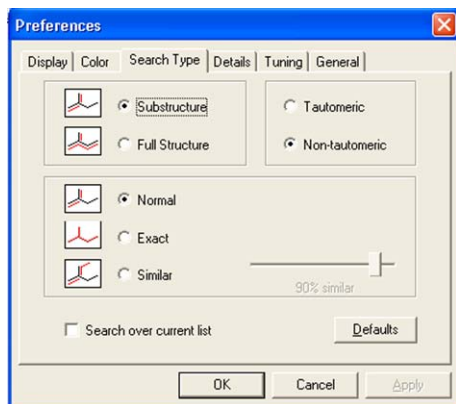 Preferences
Display Color Search Type Details Tuning General
Substructure Tautomeric
Full Structure Non-tautomeric
Normal
Exact
Similar
90% similar
Search over current list Defaults
OK Cancel Apply